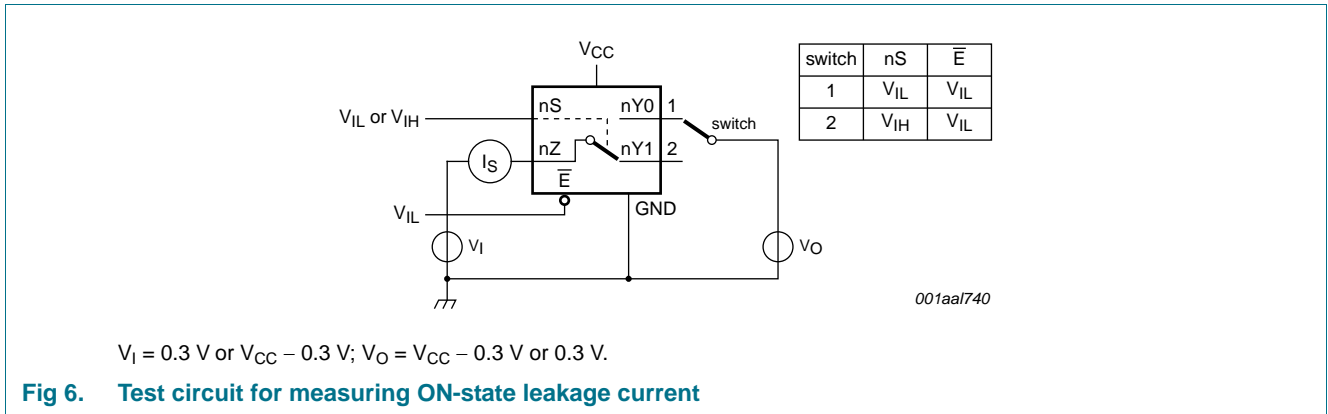 VCC
switch nS E̅
1 VIL VIL
2 VIH VIL
VIL or VIH
nS nY0 1
switch
IS nZ nY1 2
E̅
VIL GND
VI VO
001aal740
VI = 0.3 V or VCC − 0.3 V; VO = VCC − 0.3 V or 0.3 V.
Fig 6. Test circuit for measuring ON-state leakage current